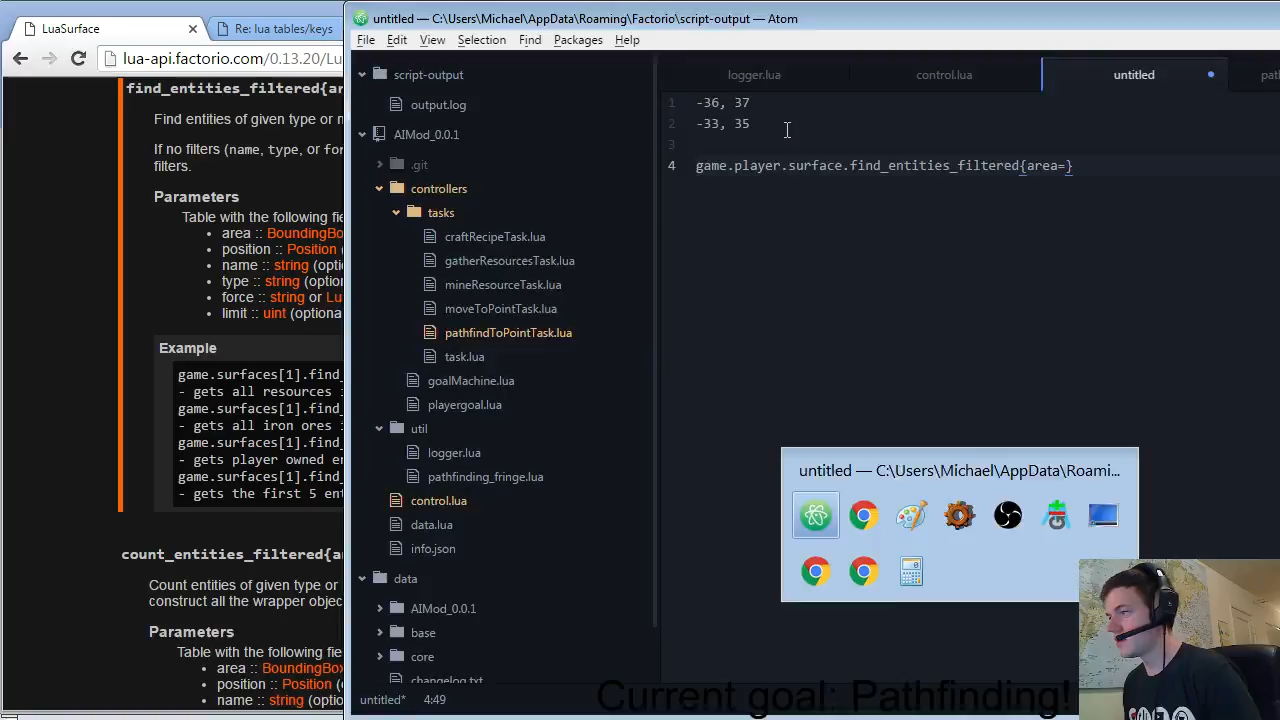 untitled — C:\Users\Michael\AppData\Roaming\Factorio\script-output — Atom
LuaSurface
Re: lua tables/keys
File Edit View Selection Find Packages Help
lua-api.factorio.com/0.13.20/Lu
find_entities_filtered{are
Find entities of given type or n
If no filters (name, type, or for
filters.
Parameters
Table with the following fie
area :: BoundingBo
position :: Position (
name :: string (optio
type :: string (option
force :: string or Lu
limit :: uint (optiona
Example
game.surfaces[1].find_
- gets all resources i
game.surfaces[1].find_
- gets all iron ores i
game.surfaces[1].find_
- gets player owned en
game.surfaces[1].find_
- gets the first 5 ent
count_entities_filtered{ar
Count entities of given type or
construct all the wrapper objec
Parameters
Table with the following fie
area :: BoundingBo
position :: Position (
name :: string (optio
script-output
output.log
AIMod_0.0.1
.git
controllers
tasks
craftRecipeTask.lua
gatherResourcesTask.lua
mineResourceTask.lua
moveToPointTask.lua
pathfindToPointTask.lua
task.lua
goalMachine.lua
playergoal.lua
util
logger.lua
pathfinding_fringe.lua
control.lua
data.lua
info.json
data
AIMod_0.0.1
base
core
changelog.txt
untitled* 4:49
logger.lua control.lua untitled path
1 -36, 37
2 -33, 35
3
4 game.player.surface.find_entities_filtered{area=}
untitled — C:\Users\Michael\AppData\Roami...
Current goal: Pathfinding!